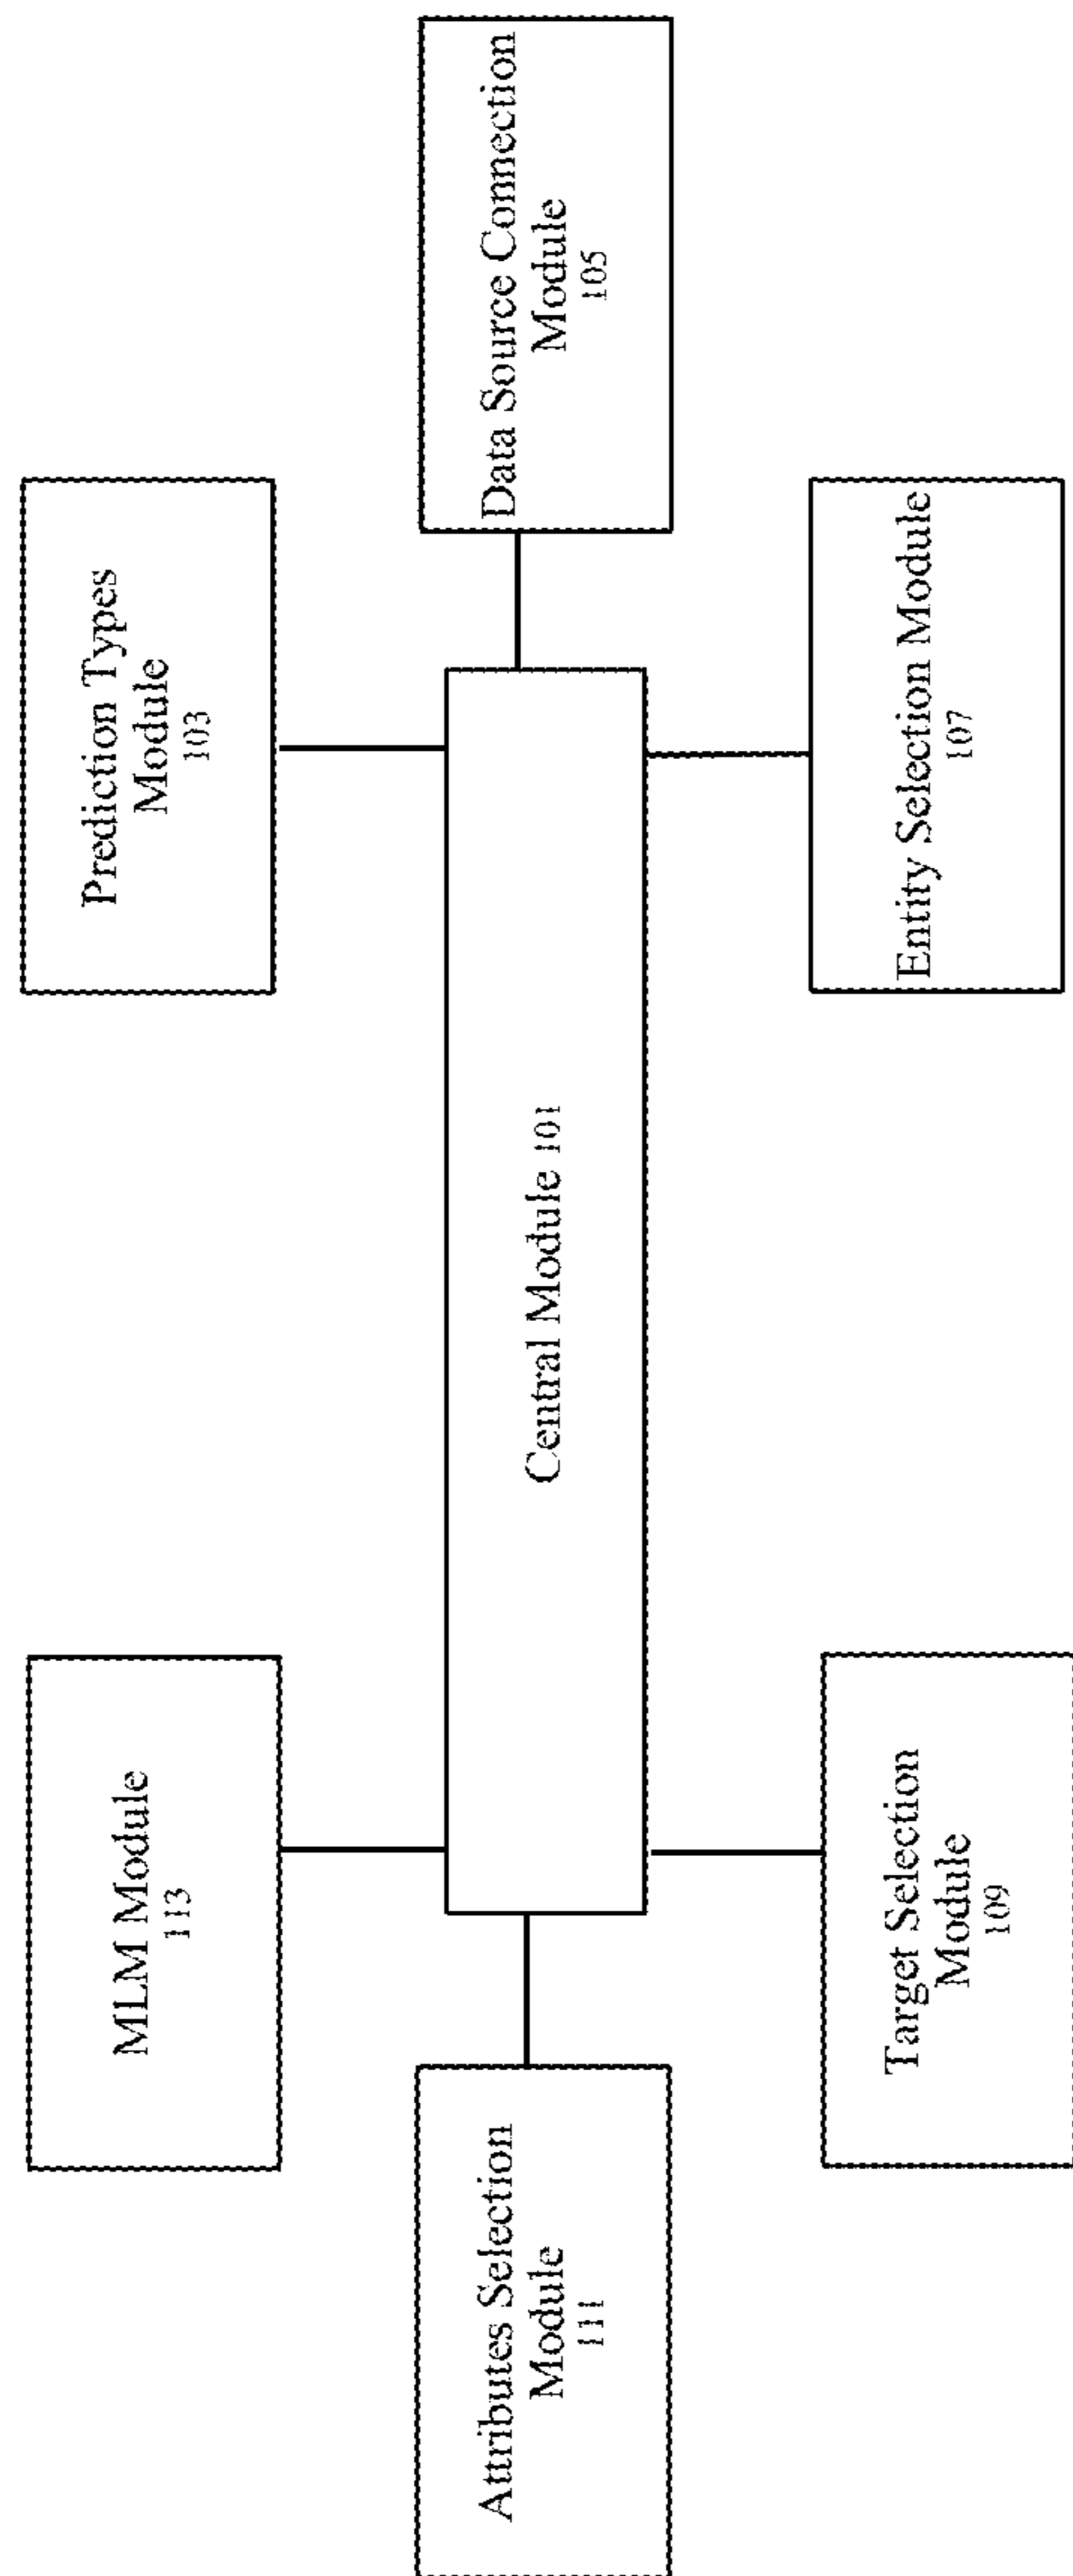 MLM Module
113
Prediction Types
Module
103
Attributes Selection
Module
111
Central Module 101
Data Source Connection
Module
105
Target Selection
Module
109
Entity Selection Module
107